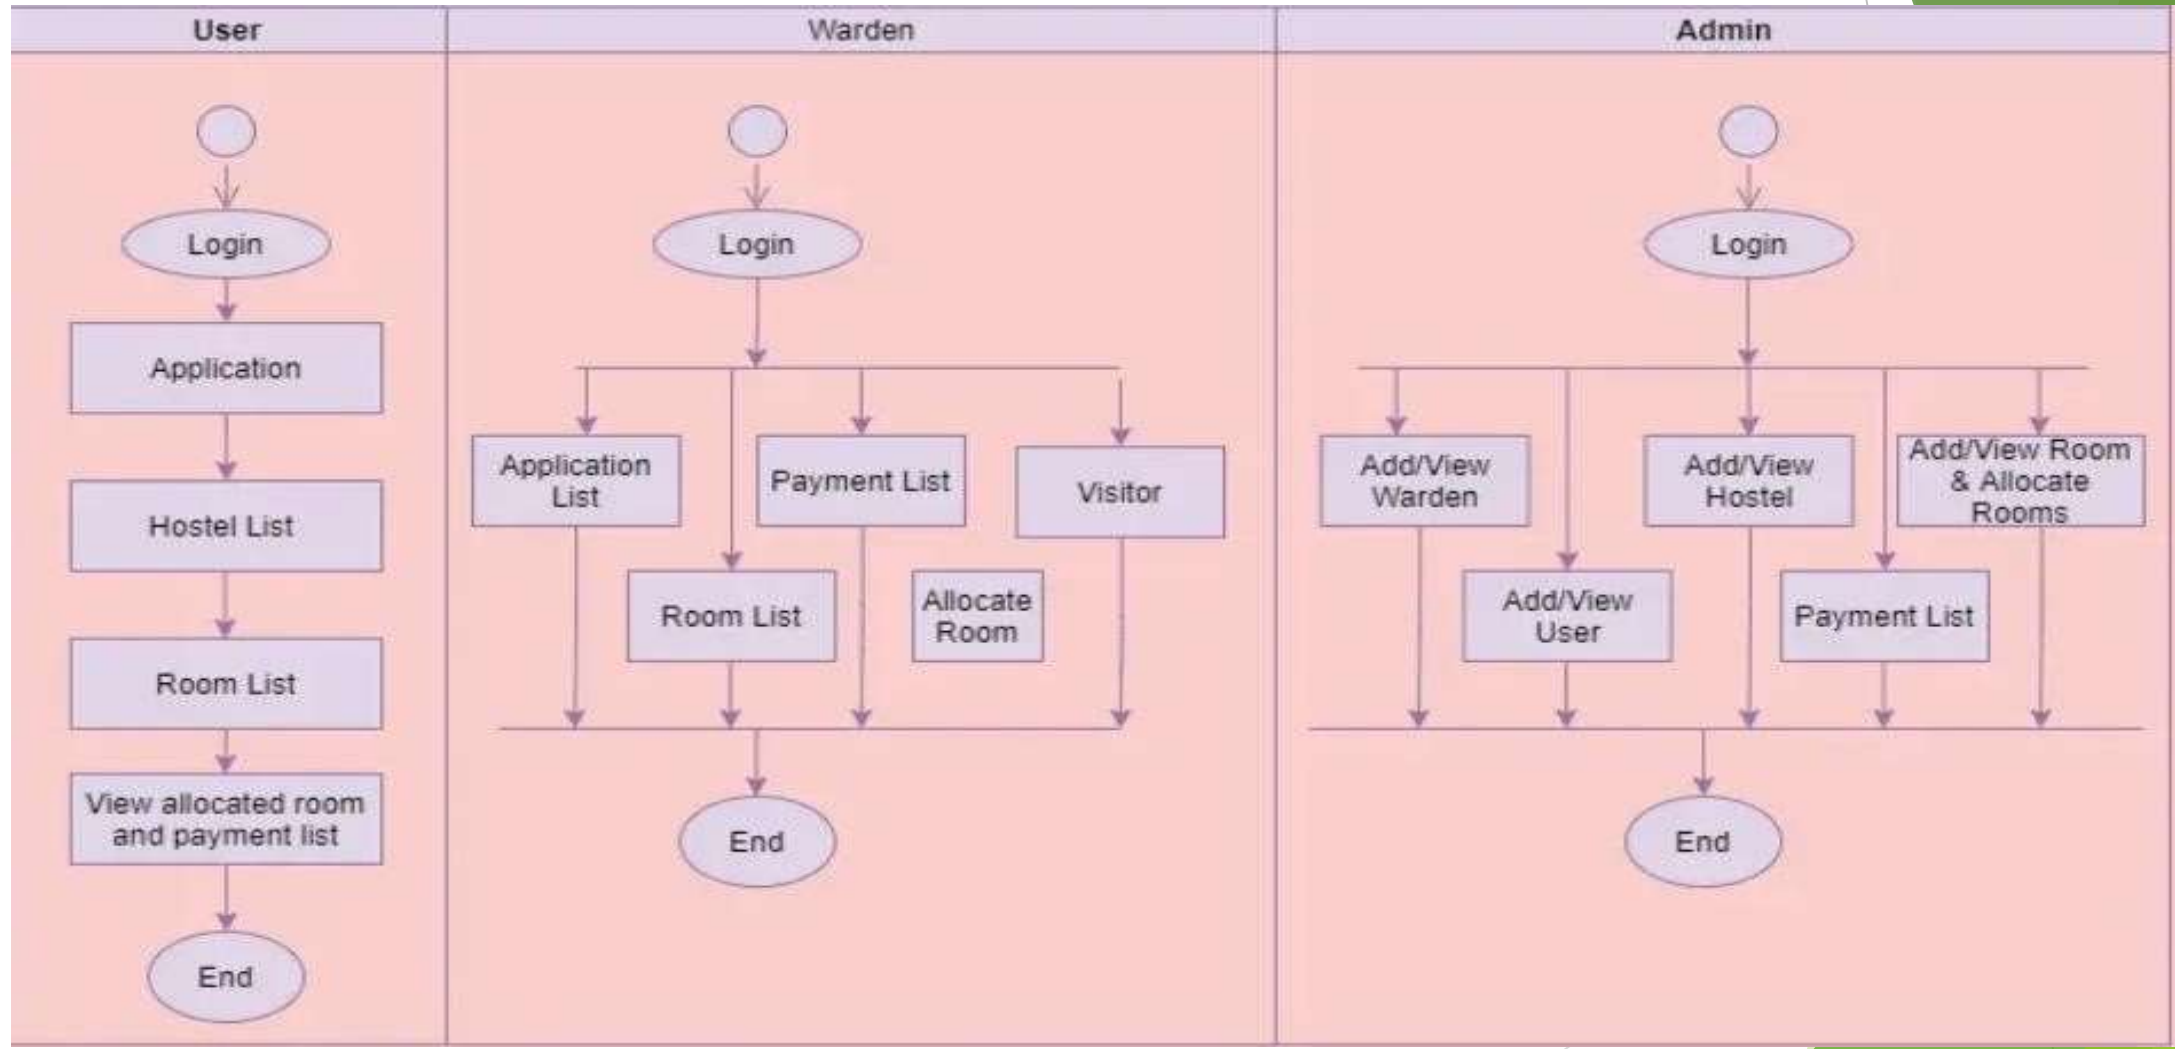 User
Warden
Admin
Login
Login
Login
Application
Hostel List
Room List
View allocated room
and payment list
End
Application
List
Payment List
Visitor
Room List
Allocate
Room
End
Add/View
Warden
Add/View
Hostel
Add/View Room
& Allocate
Rooms
Add/View
User
Payment List
End